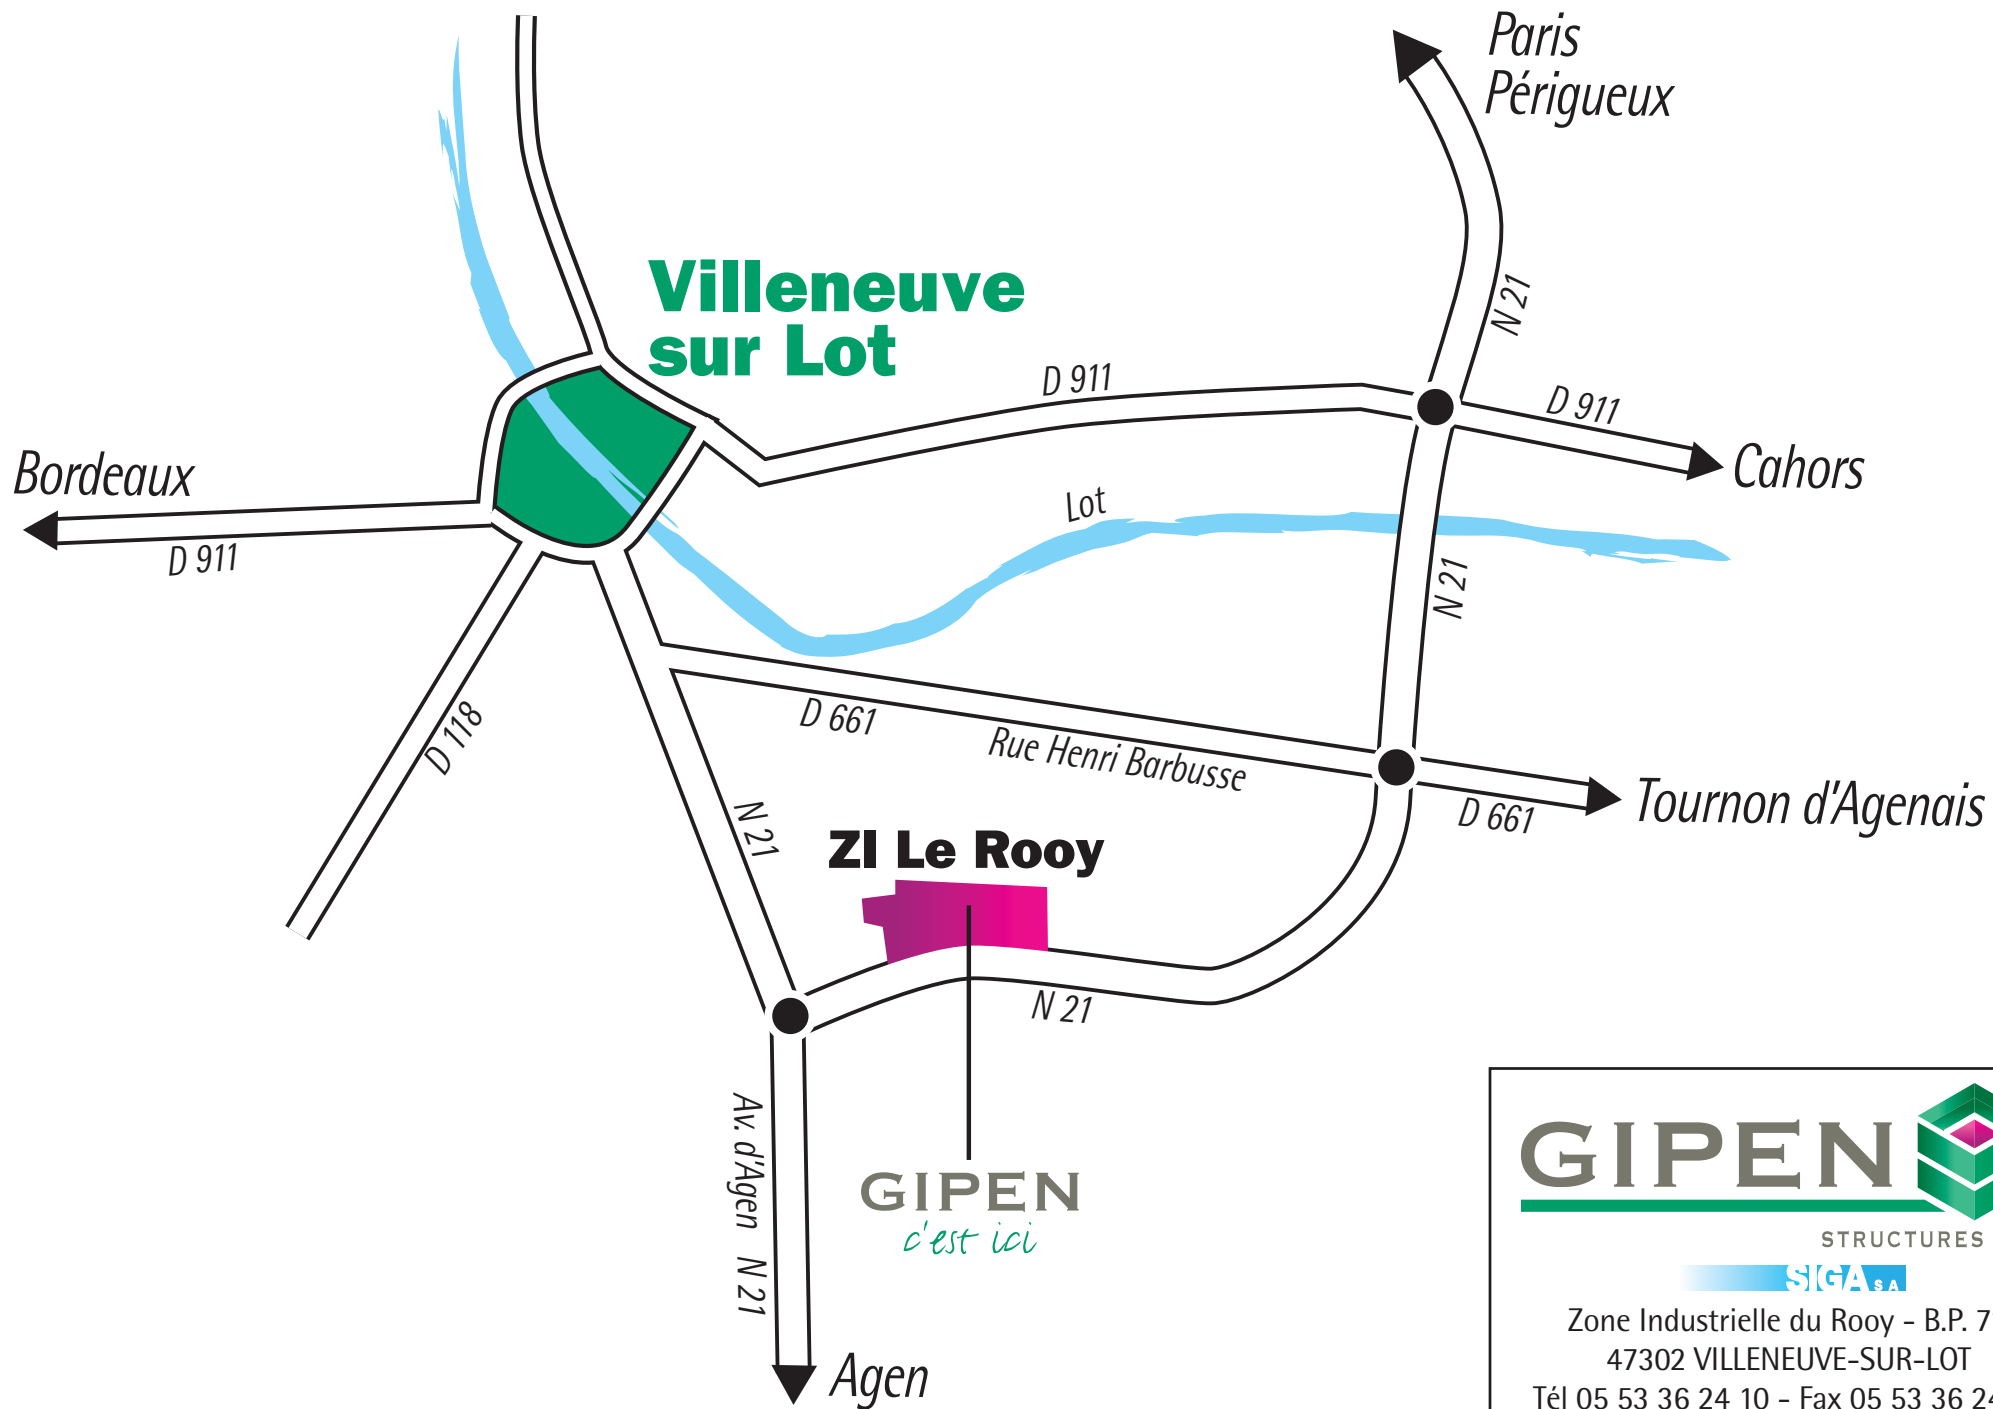 Paris
Périgueux
Villeneuve
sur Lot
N 21
D 911
D 911
Bordeaux
Cahors
Lot
D 911
N 21
D 661
D 118
Rue Henri Barbusse
Tournon d'Agenais
D 661
N 21
ZI Le Rooy
N 21
Av. d'Agen N 21
GIPEN
c'est ici
Agen
GIPEN
STRUCTURES
SIGA SA
Zone Industrielle du Rooy - B.P.
47302 VILLENEUVE-SUR-LOT
Tél 05 53 36 24 10 - Fax 05 53 36